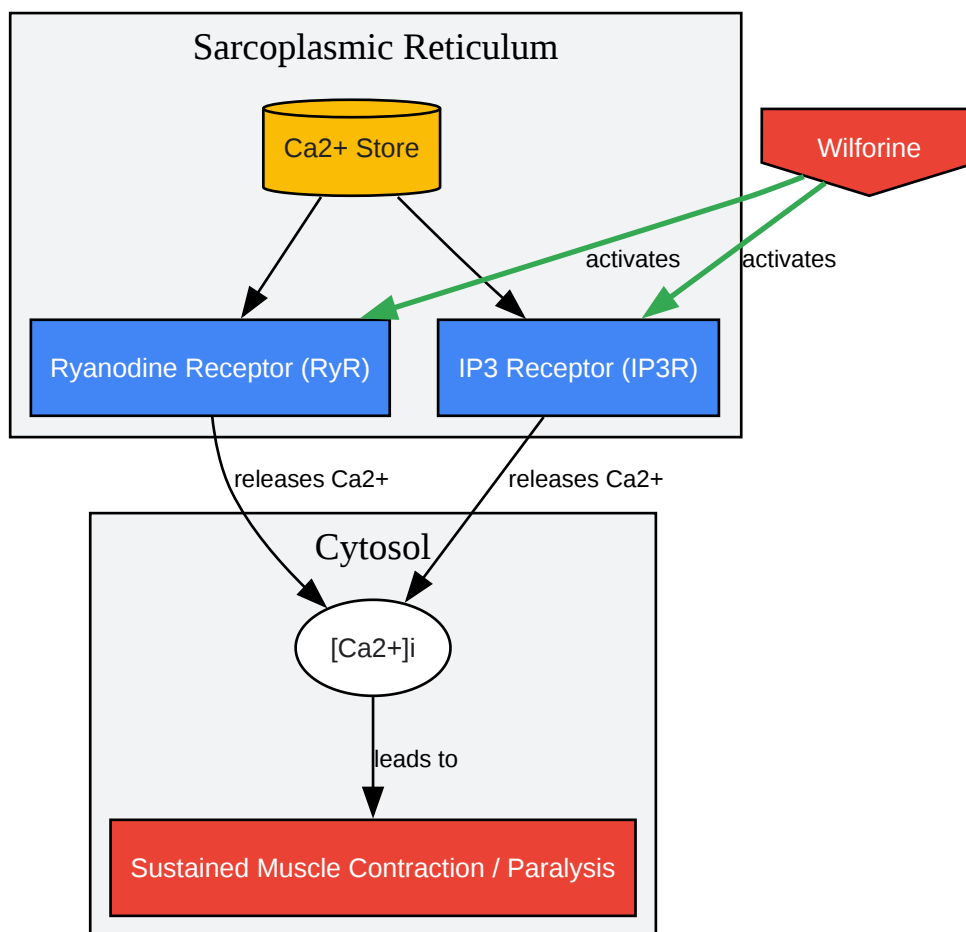 Sarcoplasmic Reticulum
Ca2+ Store
Wilforine
activates
activates
Ryanodine Receptor (RyR)
IP3 Receptor (IP3R)
releases Ca2+
releases Ca2+
Cytosol
[Ca2+]i
leads to
Sustained Muscle Contraction / Paralysis